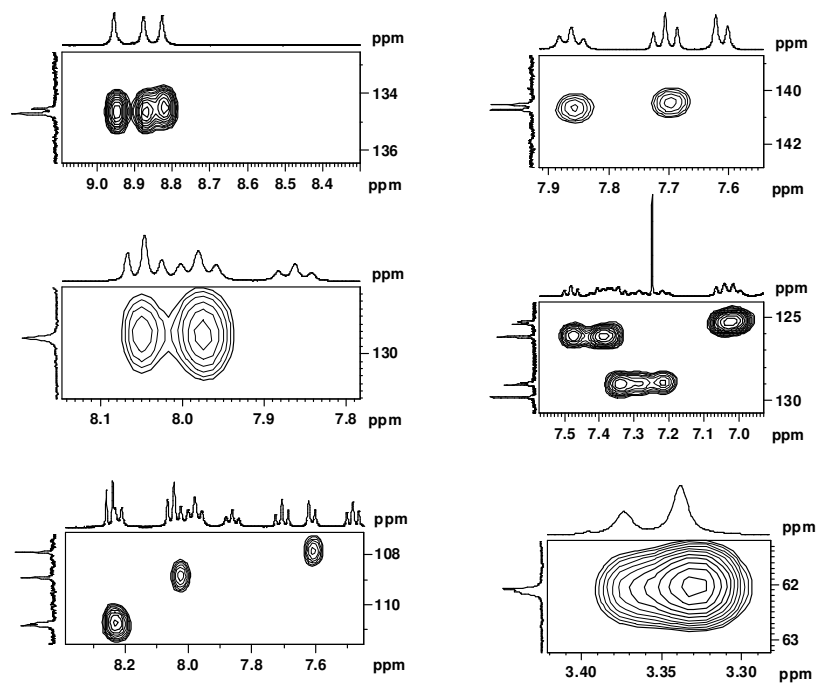 ppm
134
136
9.0 8.9 8.8 8.7 8.6 8.5 8.4 ppm
ppm
140
142
7.9 7.8 7.7 7.6 ppm
ppm
130
8.1 8.0 7.9 7.8 ppm
ppm
125
130
7.5 7.4 7.3 7.2 7.1 7.0 ppm
ppm
108
110
8.2 8.0 7.8 7.6 ppm
ppm
62
63
3.40 3.35 3.30 ppm